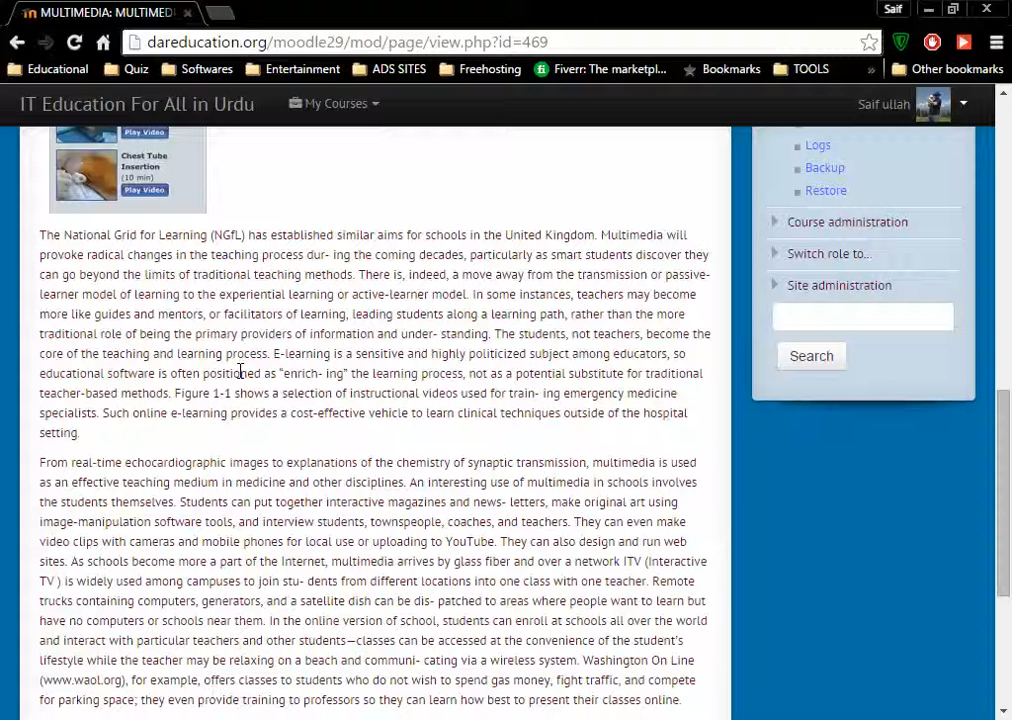 MULTIMEDIA: MULTIMED
Saif
dareducation.org/moodle29/mod/page/view.php?id=469
Educational Quiz Softwares Entertainment ADS SITES Freehosting Fiverr: The marketpl... Bookmarks TOOLS » Other bookmarks
IT Education For All in Urdu My Courses Saif ullah
Play Video
Chest Tube
Insertion
(10 min)
Play Video
The National Grid for Learning (NGfL) has established similar aims for schools in the United Kingdom. Multimedia will
provoke radical changes in the teaching process dur- ing the coming decades, particularly as smart students discover they
can go beyond the limits of traditional teaching methods. There is, indeed, a move away from the transmission or passive-
learner model of learning to the experiential learning or active-learner model. In some instances, teachers may become
more like guides and mentors, or facilitators of learning, leading students along a learning path, rather than the more
traditional role of being the primary providers of information and under- standing. The students, not teachers, become the
core of the teaching and learning process. E-learning is a sensitive and highly politicized subject among educators, so
educational software is often positioned as “enrich- ing” the learning process, not as a potential substitute for traditional
teacher-based methods. Figure 1-1 shows a selection of instructional videos used for train- ing emergency medicine
specialists. Such online e-learning provides a cost-effective vehicle to learn clinical techniques outside of the hospital
setting.
From real-time echocardiographic images to explanations of the chemistry of synaptic transmission, multimedia is used
as an effective teaching medium in medicine and other disciplines. An interesting use of multimedia in schools involves
the students themselves. Students can put together interactive magazines and news- letters, make original art using
image-manipulation software tools, and interview students, townspeople, coaches, and teachers. They can even make
video clips with cameras and mobile phones for local use or uploading to YouTube. They can also design and run web
sites. As schools become more a part of the Internet, multimedia arrives by glass fiber and over a network ITV (Interactive
TV ) is widely used among campuses to join stu- dents from different locations into one class with one teacher. Remote
trucks containing computers, generators, and a satellite dish can be dis- patched to areas where people want to learn but
have no computers or schools near them. In the online version of school, students can enroll at schools all over the world
and interact with particular teachers and other students—classes can be accessed at the convenience of the student’s
lifestyle while the teacher may be relaxing on a beach and communi- cating via a wireless system. Washington On Line
(www.waol.org), for example, offers classes to students who do not wish to spend gas money, fight traffic, and compete
for parking space; they even provide training to professors so they can learn how best to present their classes online.
Logs
Backup
Restore
Course administration
Switch role to...
Site administration
Search